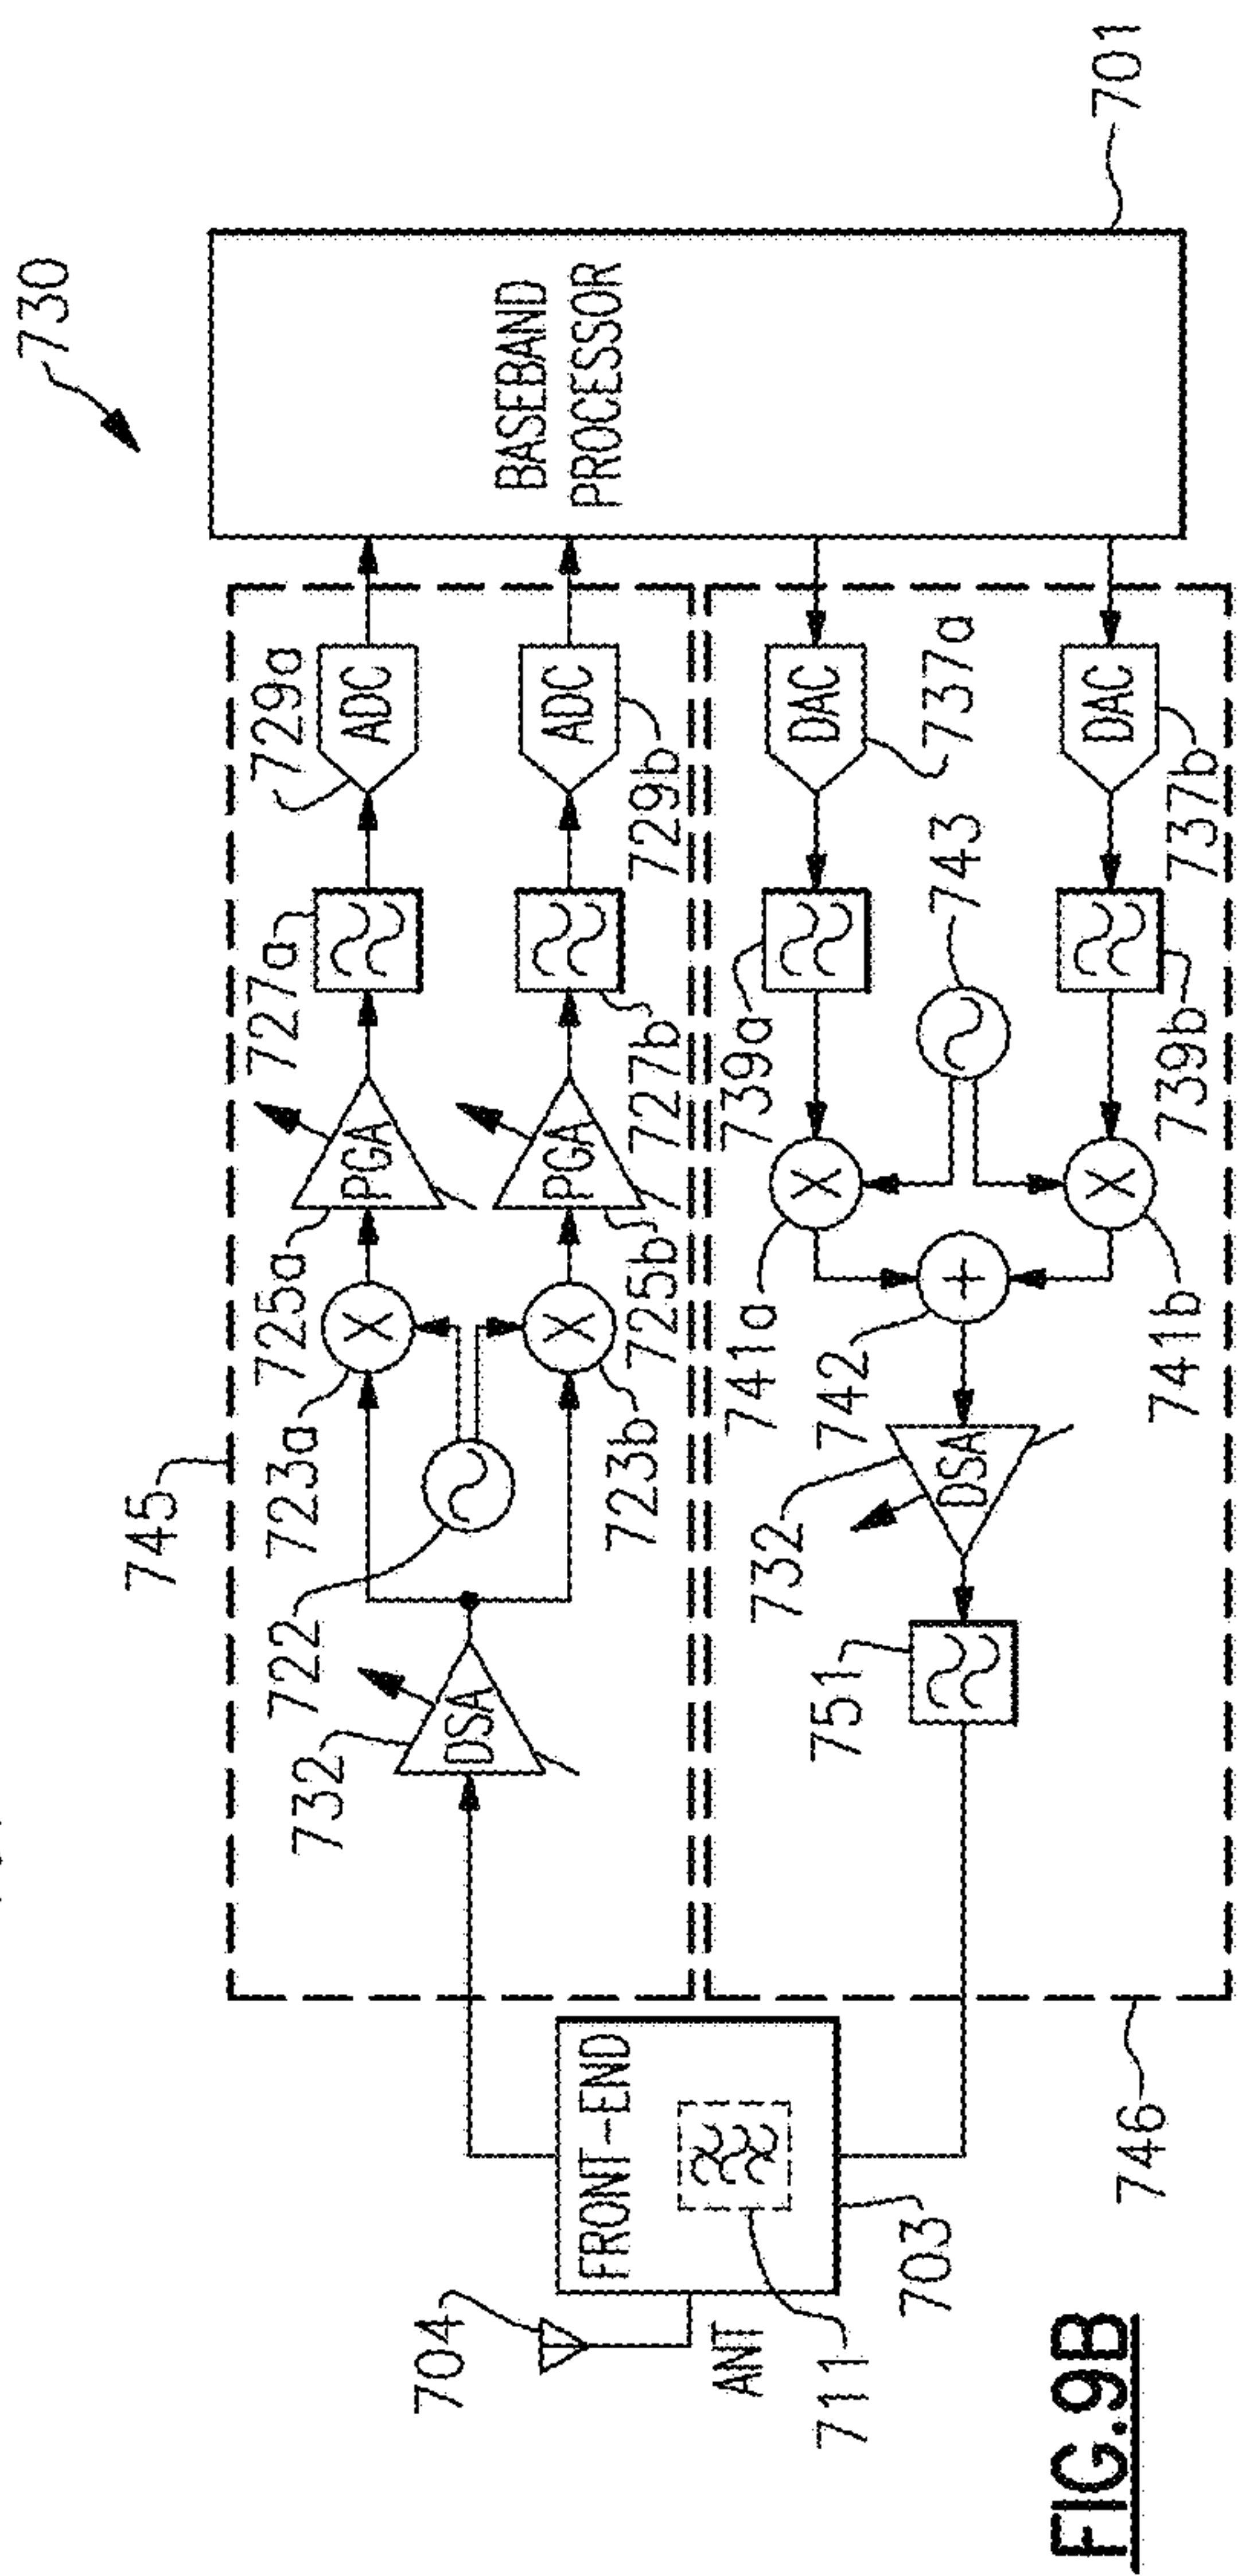 730
745
729a
727a
725a
723a
722
732
ADC
PGA
X
DSA
BASEBAND
PROCESSOR
ADC
PGA
X
729b
727b
725b
723b
704
FRONT-END
ANT
711
703
701
737a
739a
741a
742
732
751
DAC
743
X
+
DSA
DAC
X
737b
739b
741b
746
FIG.9B